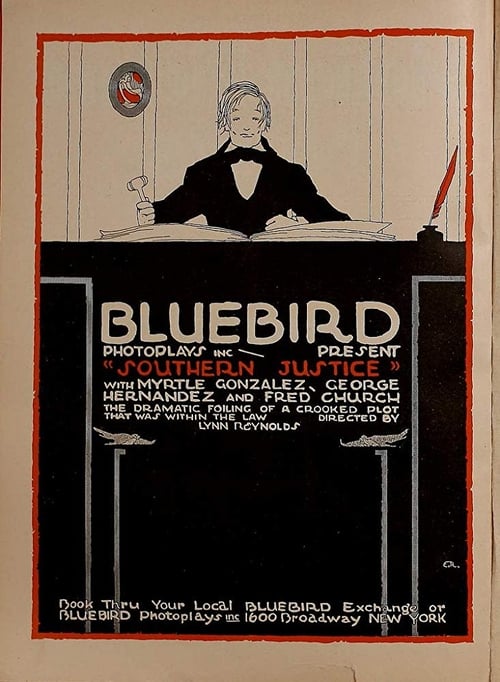 BLUEBIRD
PHOTOPLAYS INC — PRESENT
"SOUTHERN JUSTICE"
WITH MYRTLE GONZALEZ, GEORGE
HERNANDEZ AND FRED CHURCH
THE DRAMATIC FOILING OF A CROOKED PLOT
THAT WAS WITHIN THE LAW DIRECTED BY
LYNN REYNOLDS
Book Thru Your Local BLUEBIRD Exchange or
BLUEBIRD Photoplays inc 1600 Broadway NEW YORK